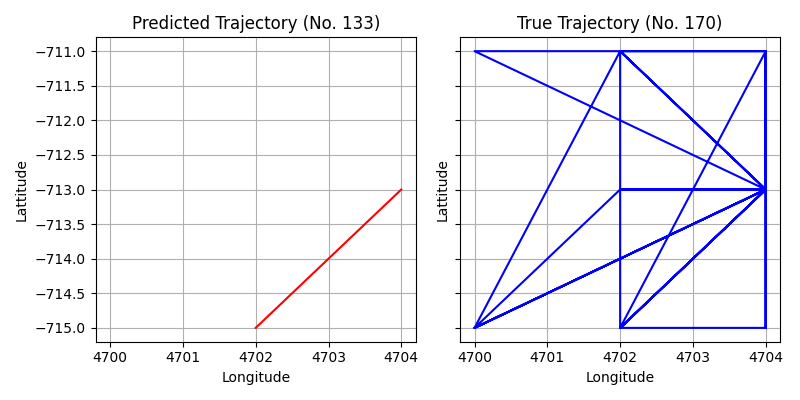 Predicted Trajectory (No. 133)
True Trajectory (No. 170)
−711.0
−711.5
−712.0
−712.5
−713.0
−713.5
−714.0
−714.5
−715.0
Lattitude
Lattitude
4700 4701 4702 4703 4704
4700 4701 4702 4703 4704
Longitude
Longitude